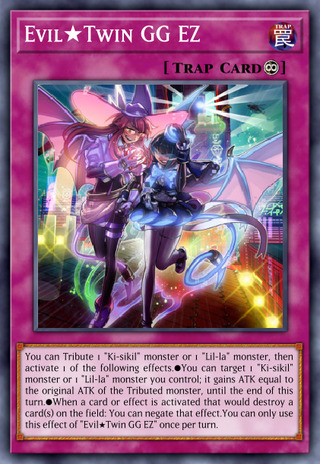 Evil★Twin GG EZ
TRAP
罠
[Trap Card∞]
You can Tribute 1 "Ki-sikil" monster or 1 "Lil-la" monster, then
activate 1 of the following effects.●You can target 1 "Ki-sikil"
monster or 1 "Lil-la" monster you control; it gains ATK equal to
the original ATK of the Tributed monster, until the end of this
turn.●When a card or effect is activated that would destroy a
card(s) on the field: You can negate that effect.You can only use
this effect of "Evil★Twin GG EZ" once per turn.